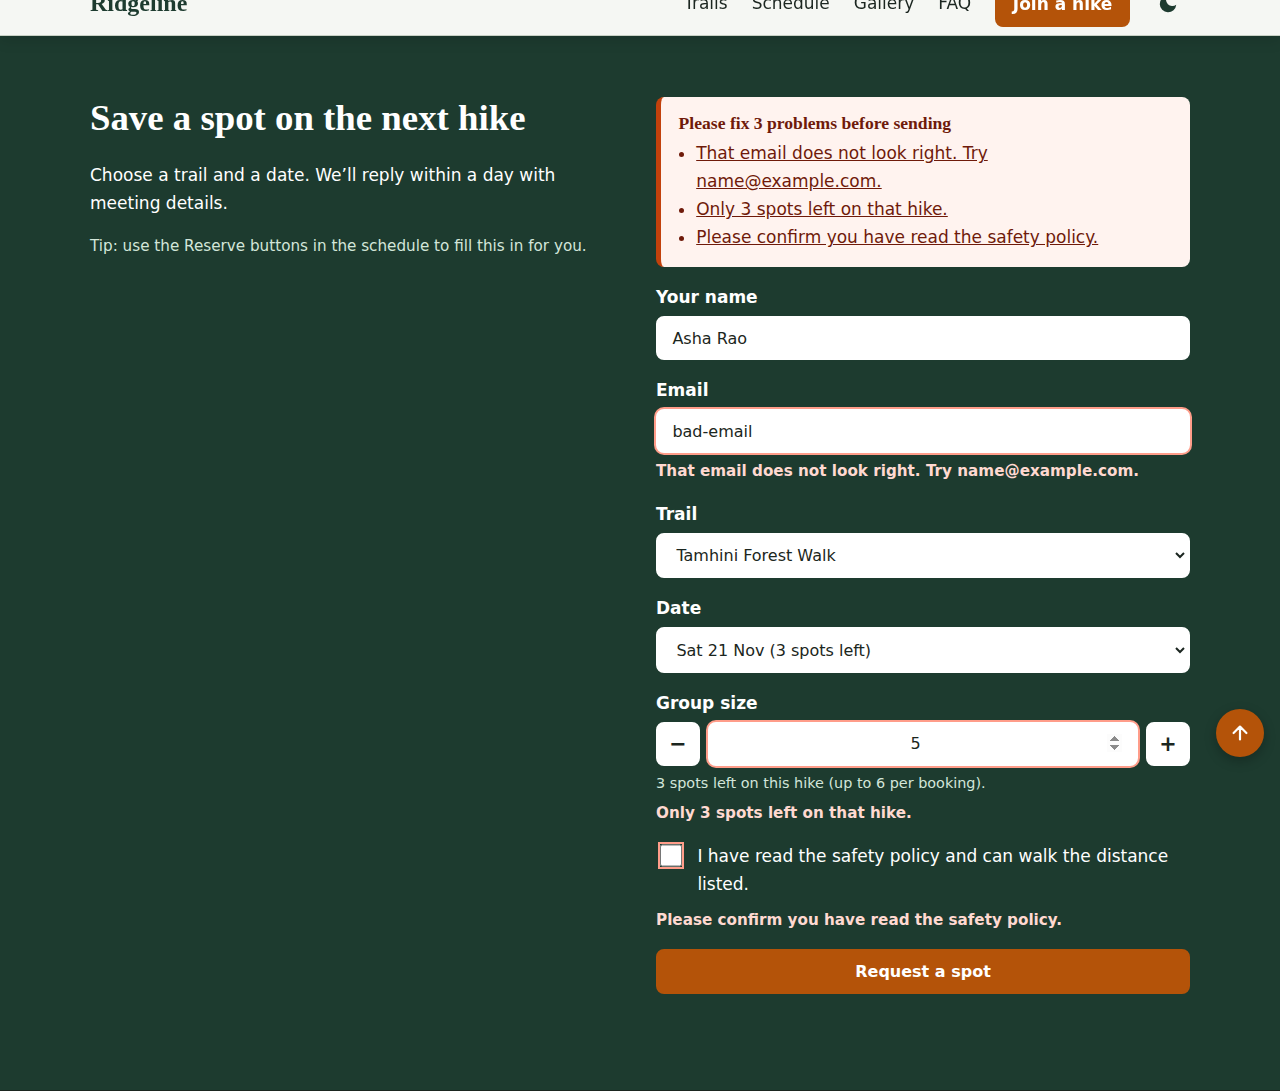 Ridgeline
Trails Schedule Gallery FAQ Join a hike
Save a spot on the next hike
Choose a trail and a date. We’ll reply within a day with
meeting details.
Tip: use the Reserve buttons in the schedule to fill this in for you.
Please fix 3 problems before sending
• That email does not look right. Try
name@example.com.
• Only 3 spots left on that hike.
• Please confirm you have read the safety policy.
Your name
Asha Rao
Email
bad-email
That email does not look right. Try name@example.com.
Trail
Tamhini Forest Walk
Date
Sat 21 Nov (3 spots left)
Group size
− 5 +
3 spots left on this hike (up to 6 per booking).
Only 3 spots left on that hike.
I have read the safety policy and can walk the distance
listed.
Please confirm you have read the safety policy.
Request a spot